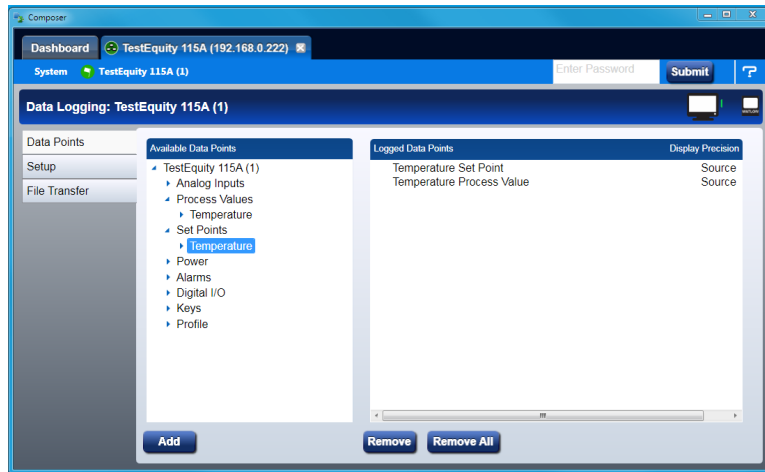 Composer
Dashboard
TestEquity 115A (192.168.0.222)
System TestEquity 115A (1)
Enter Password
Submit
?
Data Logging: TestEquity 115A (1)
Data Points
Setup
File Transfer
Available Data Points
TestEquity 115A (1)
Analog Inputs
Process Values
Temperature
Set Points
Temperature
Power
Alarms
Digital I/O
Keys
Profile
Add
Logged Data Points Display Precision
Temperature Set Point Source
Temperature Process Value Source
Remove
Remove All